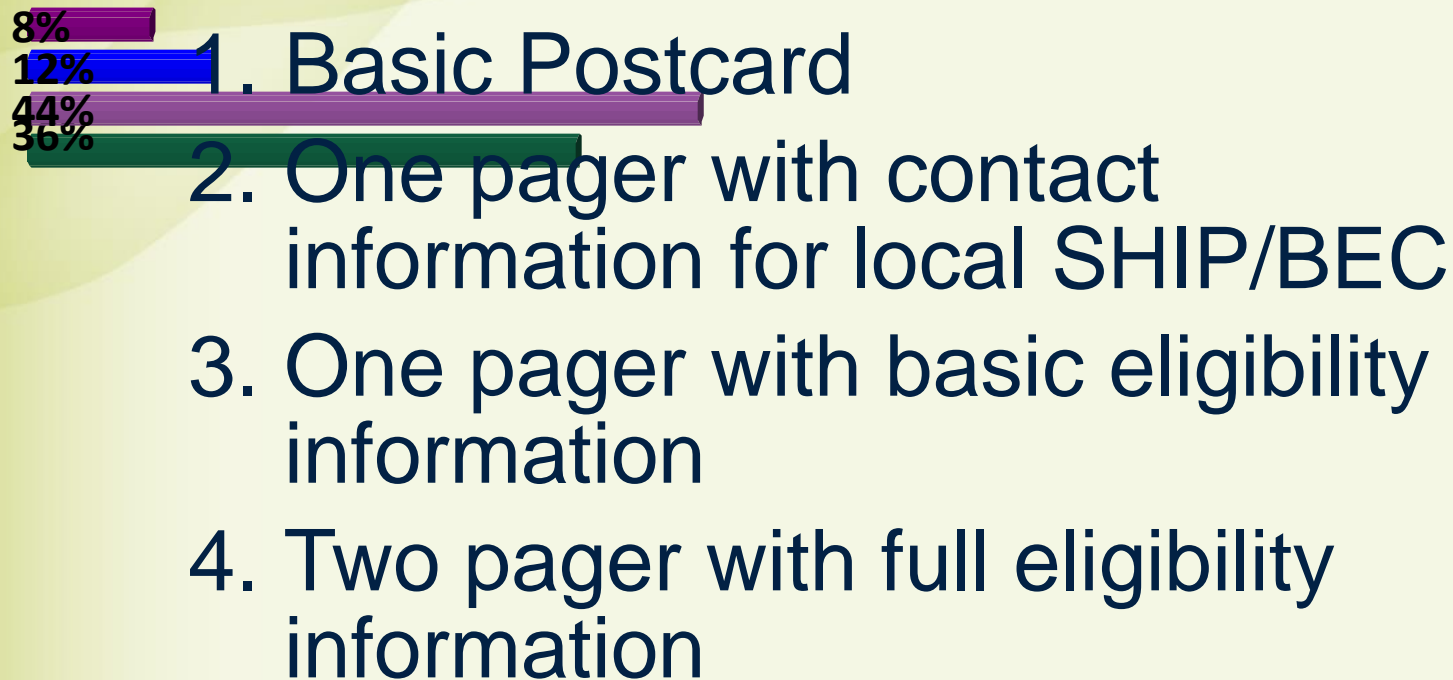 8%
12%
44%
36%
1. Basic Postcard
2. One pager with contact
information for local SHIP/BEC
3. One pager with basic eligibility
information
4. Two pager with full eligibility
information